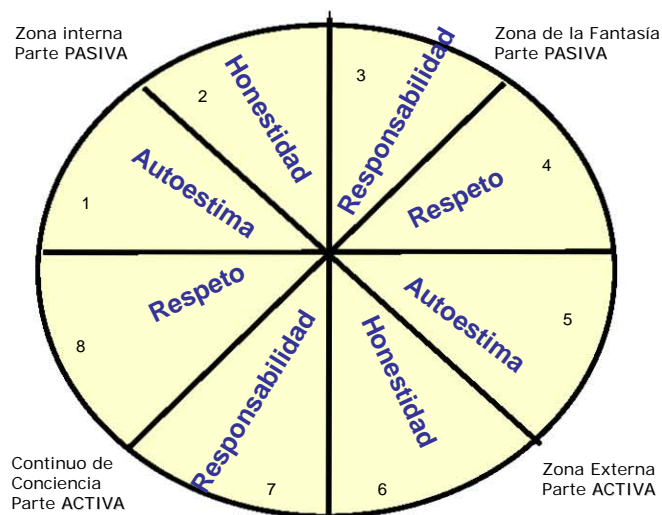 Zona interna
Parte PASIVA
Zona de la Fantasía
Parte PASIVA
2
Honestidad
3
Responsabilidad
1
Autoestima
4
Respeto
8
Respeto
5
Autoestima
7
Responsabilidad
6
Honestidad
Continuo de
Conciencia
Parte ACTIVA
Zona Externa
Parte ACTIVA